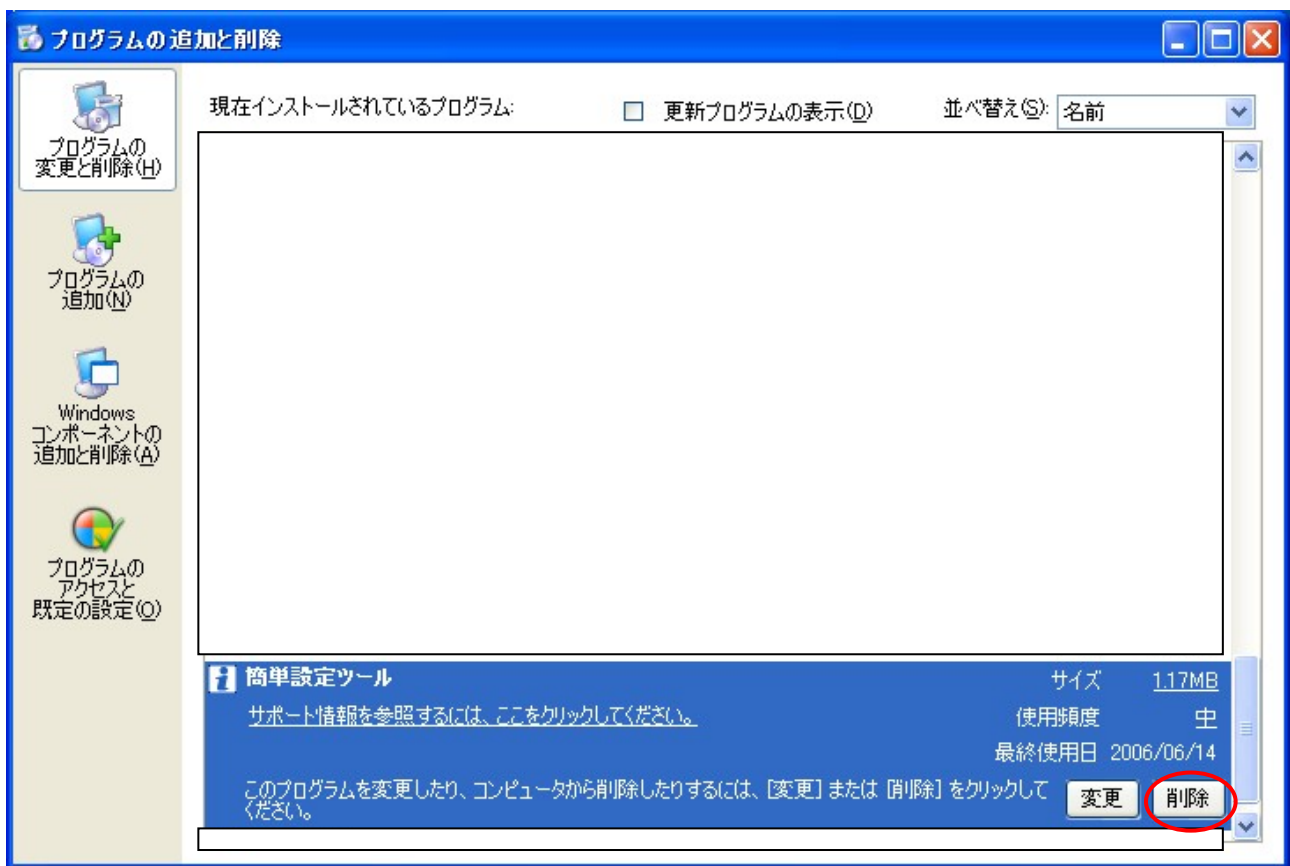 プログラムの追加と削除
プログラムの
変更と削除(H)
現在インストールされているプログラム:
更新プログラムの表示(D)
並べ替え(S):
名前
プログラムの
追加(N)
Windows
コンポーネントの
追加と削除(A)
プログラムの
アクセスと
既定の設定(O)
簡単設定ツール
サイズ 1.17MB
サポート情報を参照するには、ここをクリックしてください。
使用頻度 中
最終使用日 2006/06/14
このプログラムを変更したり、コンピュータから削除したりするには、[変更] または [削除] をクリックして
ください。
変更
削除